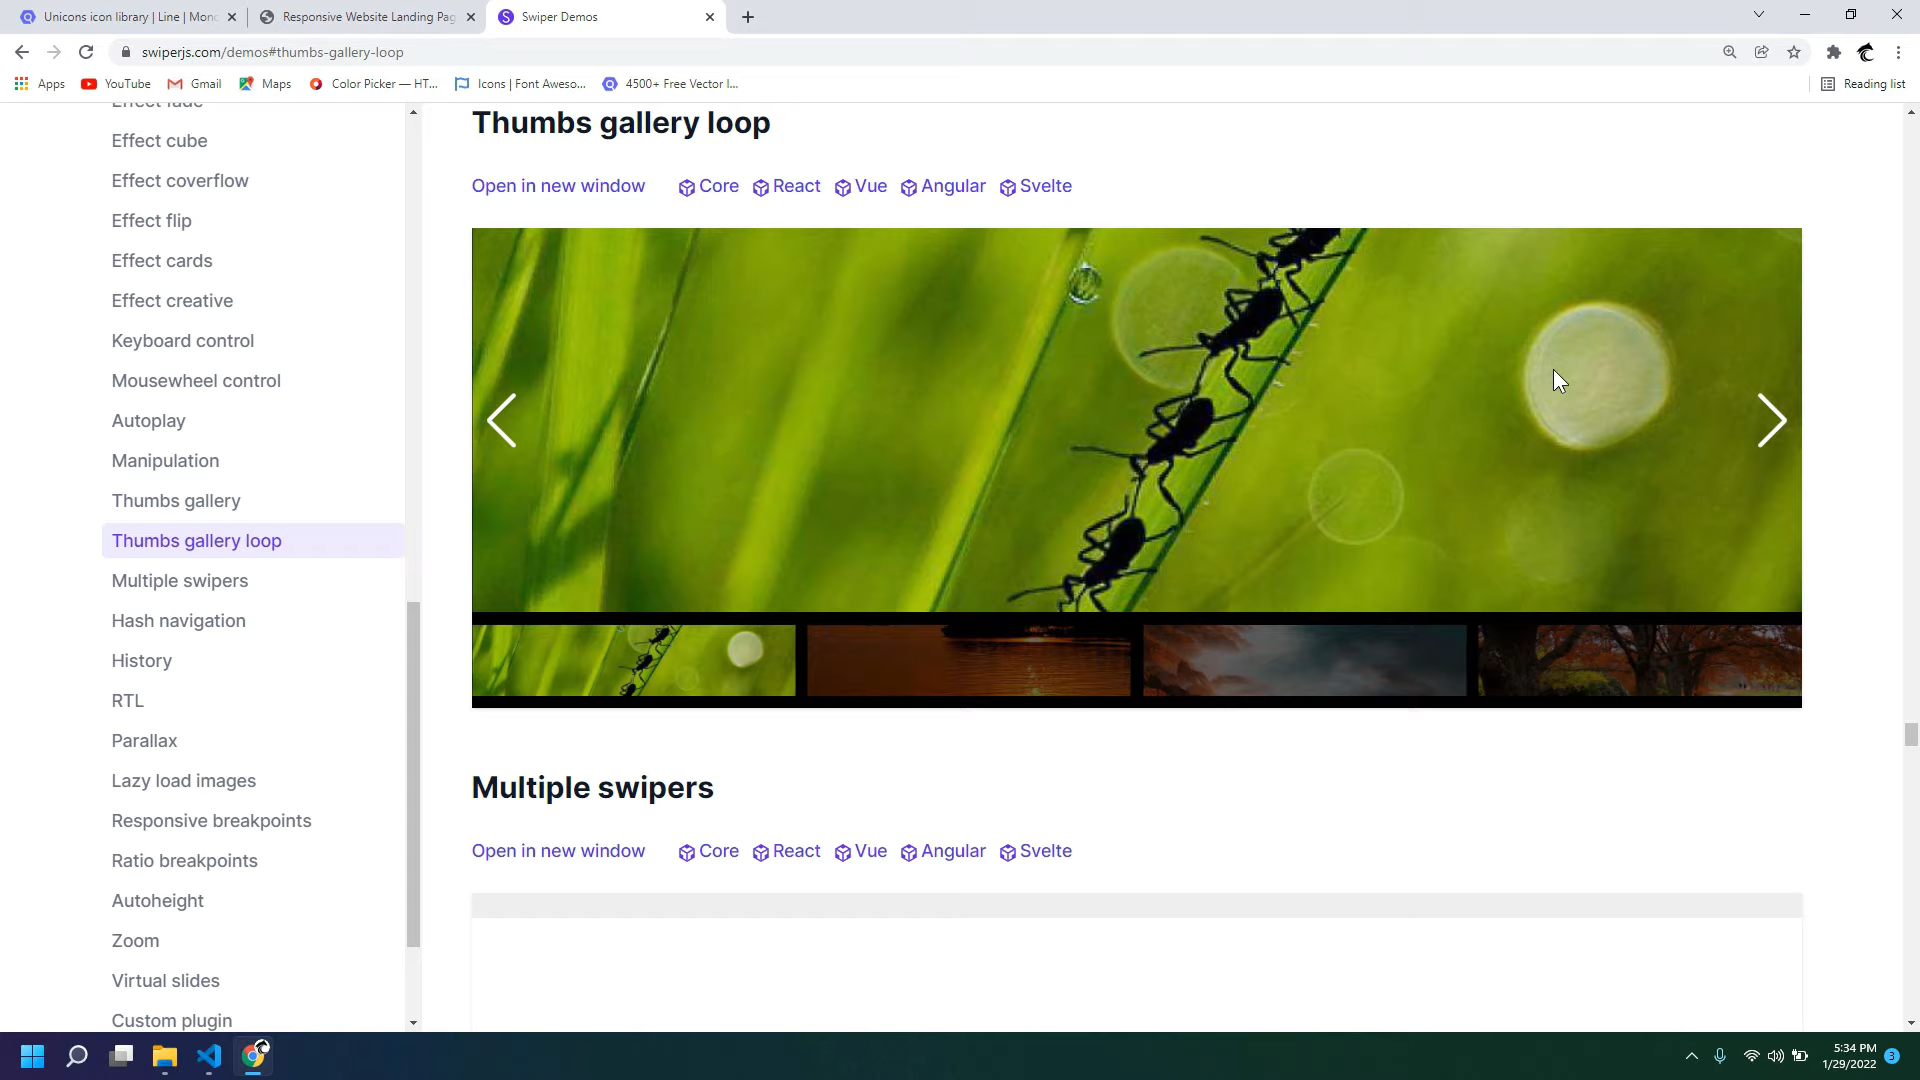 Unicons icon library | Line | Mono
Responsive Website Landing Pag
Swiper Demos
swiperjs.com/demos#thumbs-gallery-loop
Apps
YouTube
Gmail
Maps
Color Picker — HT...
Icons | Font Aweso...
4500+ Free Vector I...
Reading list
Effect fade
Effect cube
Effect coverflow
Effect flip
Effect cards
Effect creative
Keyboard control
Mousewheel control
Autoplay
Manipulation
Thumbs gallery
Thumbs gallery loop
Multiple swipers
Hash navigation
History
RTL
Parallax
Lazy load images
Responsive breakpoints
Ratio breakpoints
Autoheight
Zoom
Virtual slides
Custom plugin
Thumbs gallery loop
Open in new window Core React Vue Angular Svelte
Multiple swipers
Open in new window Core React Vue Angular Svelte
5:34 PM
1/29/2022
3